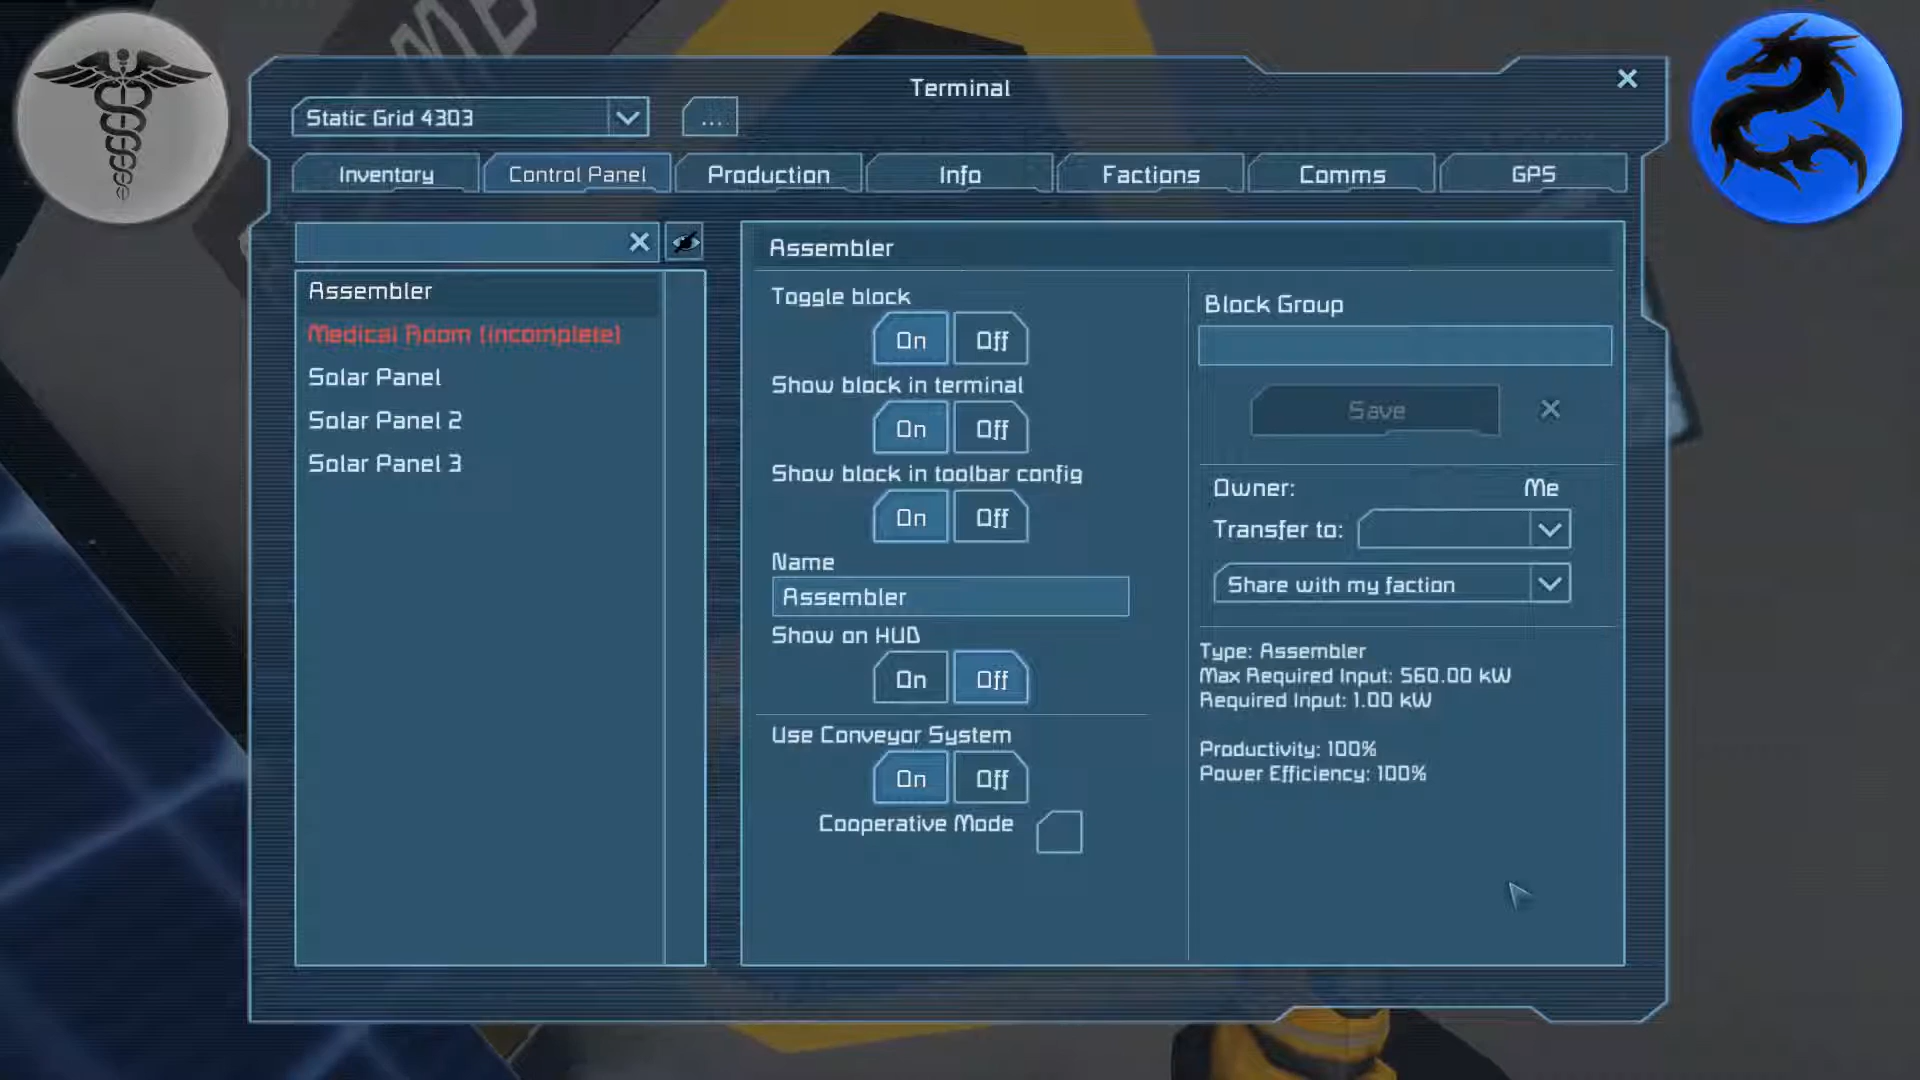 Terminal
Static Grid 4303
...
Inventory
Control Panel
Production
Info
Factions
Comms
GPS
Assembler
Medical Room (incomplete)
Solar Panel
Solar Panel 2
Solar Panel 3
Assembler
Toggle block
On Off
Show block in terminal
On Off
Show block in toolbar config
On Off
Name
Assembler
Show on HUD
On Off
Use Conveyor System
On Off
Cooperative Mode
Block Group
Save
Owner: Me
Transfer to:
Share with my faction
Type: Assembler
Max Required Input: 560.00 kW
Required Input: 1.00 kW
Productivity: 100%
Power Efficiency: 100%